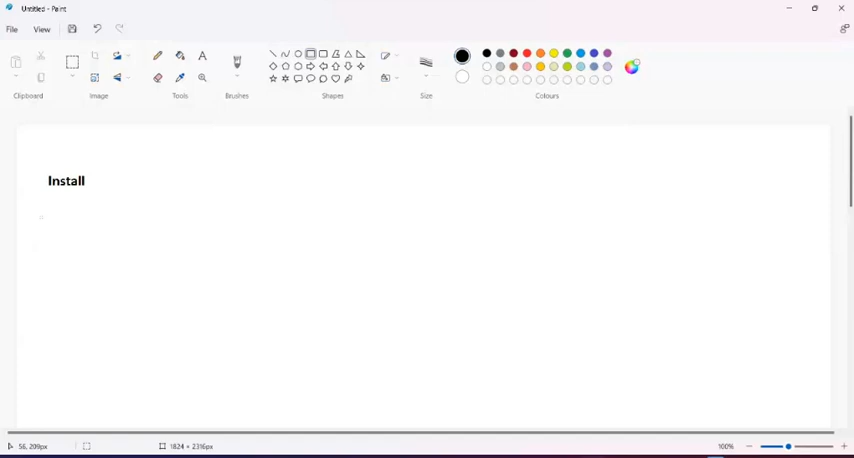 Untitled - Paint
File View
Clipboard Image Tools Brushes Shapes Size Colours
Install
56, 209px 1824 × 2316px 100%